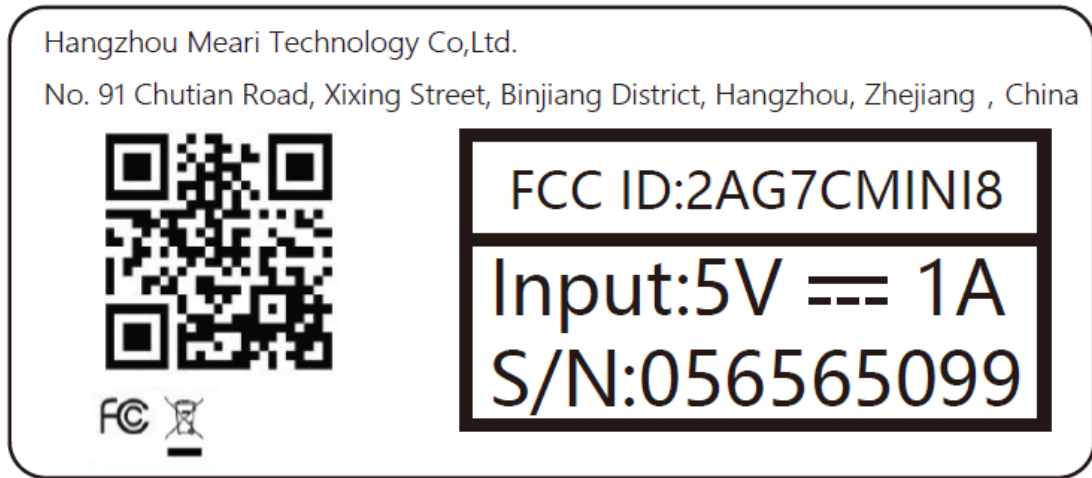 Hangzhou Meari Technology Co,Ltd.
No. 91 Chutian Road, Xixing Street, Binjiang District, Hangzhou, Zhejiang , China
FCC ID:2AG7CMINI8
Input:5V ⎓ 1A
S/N:056565099
FC